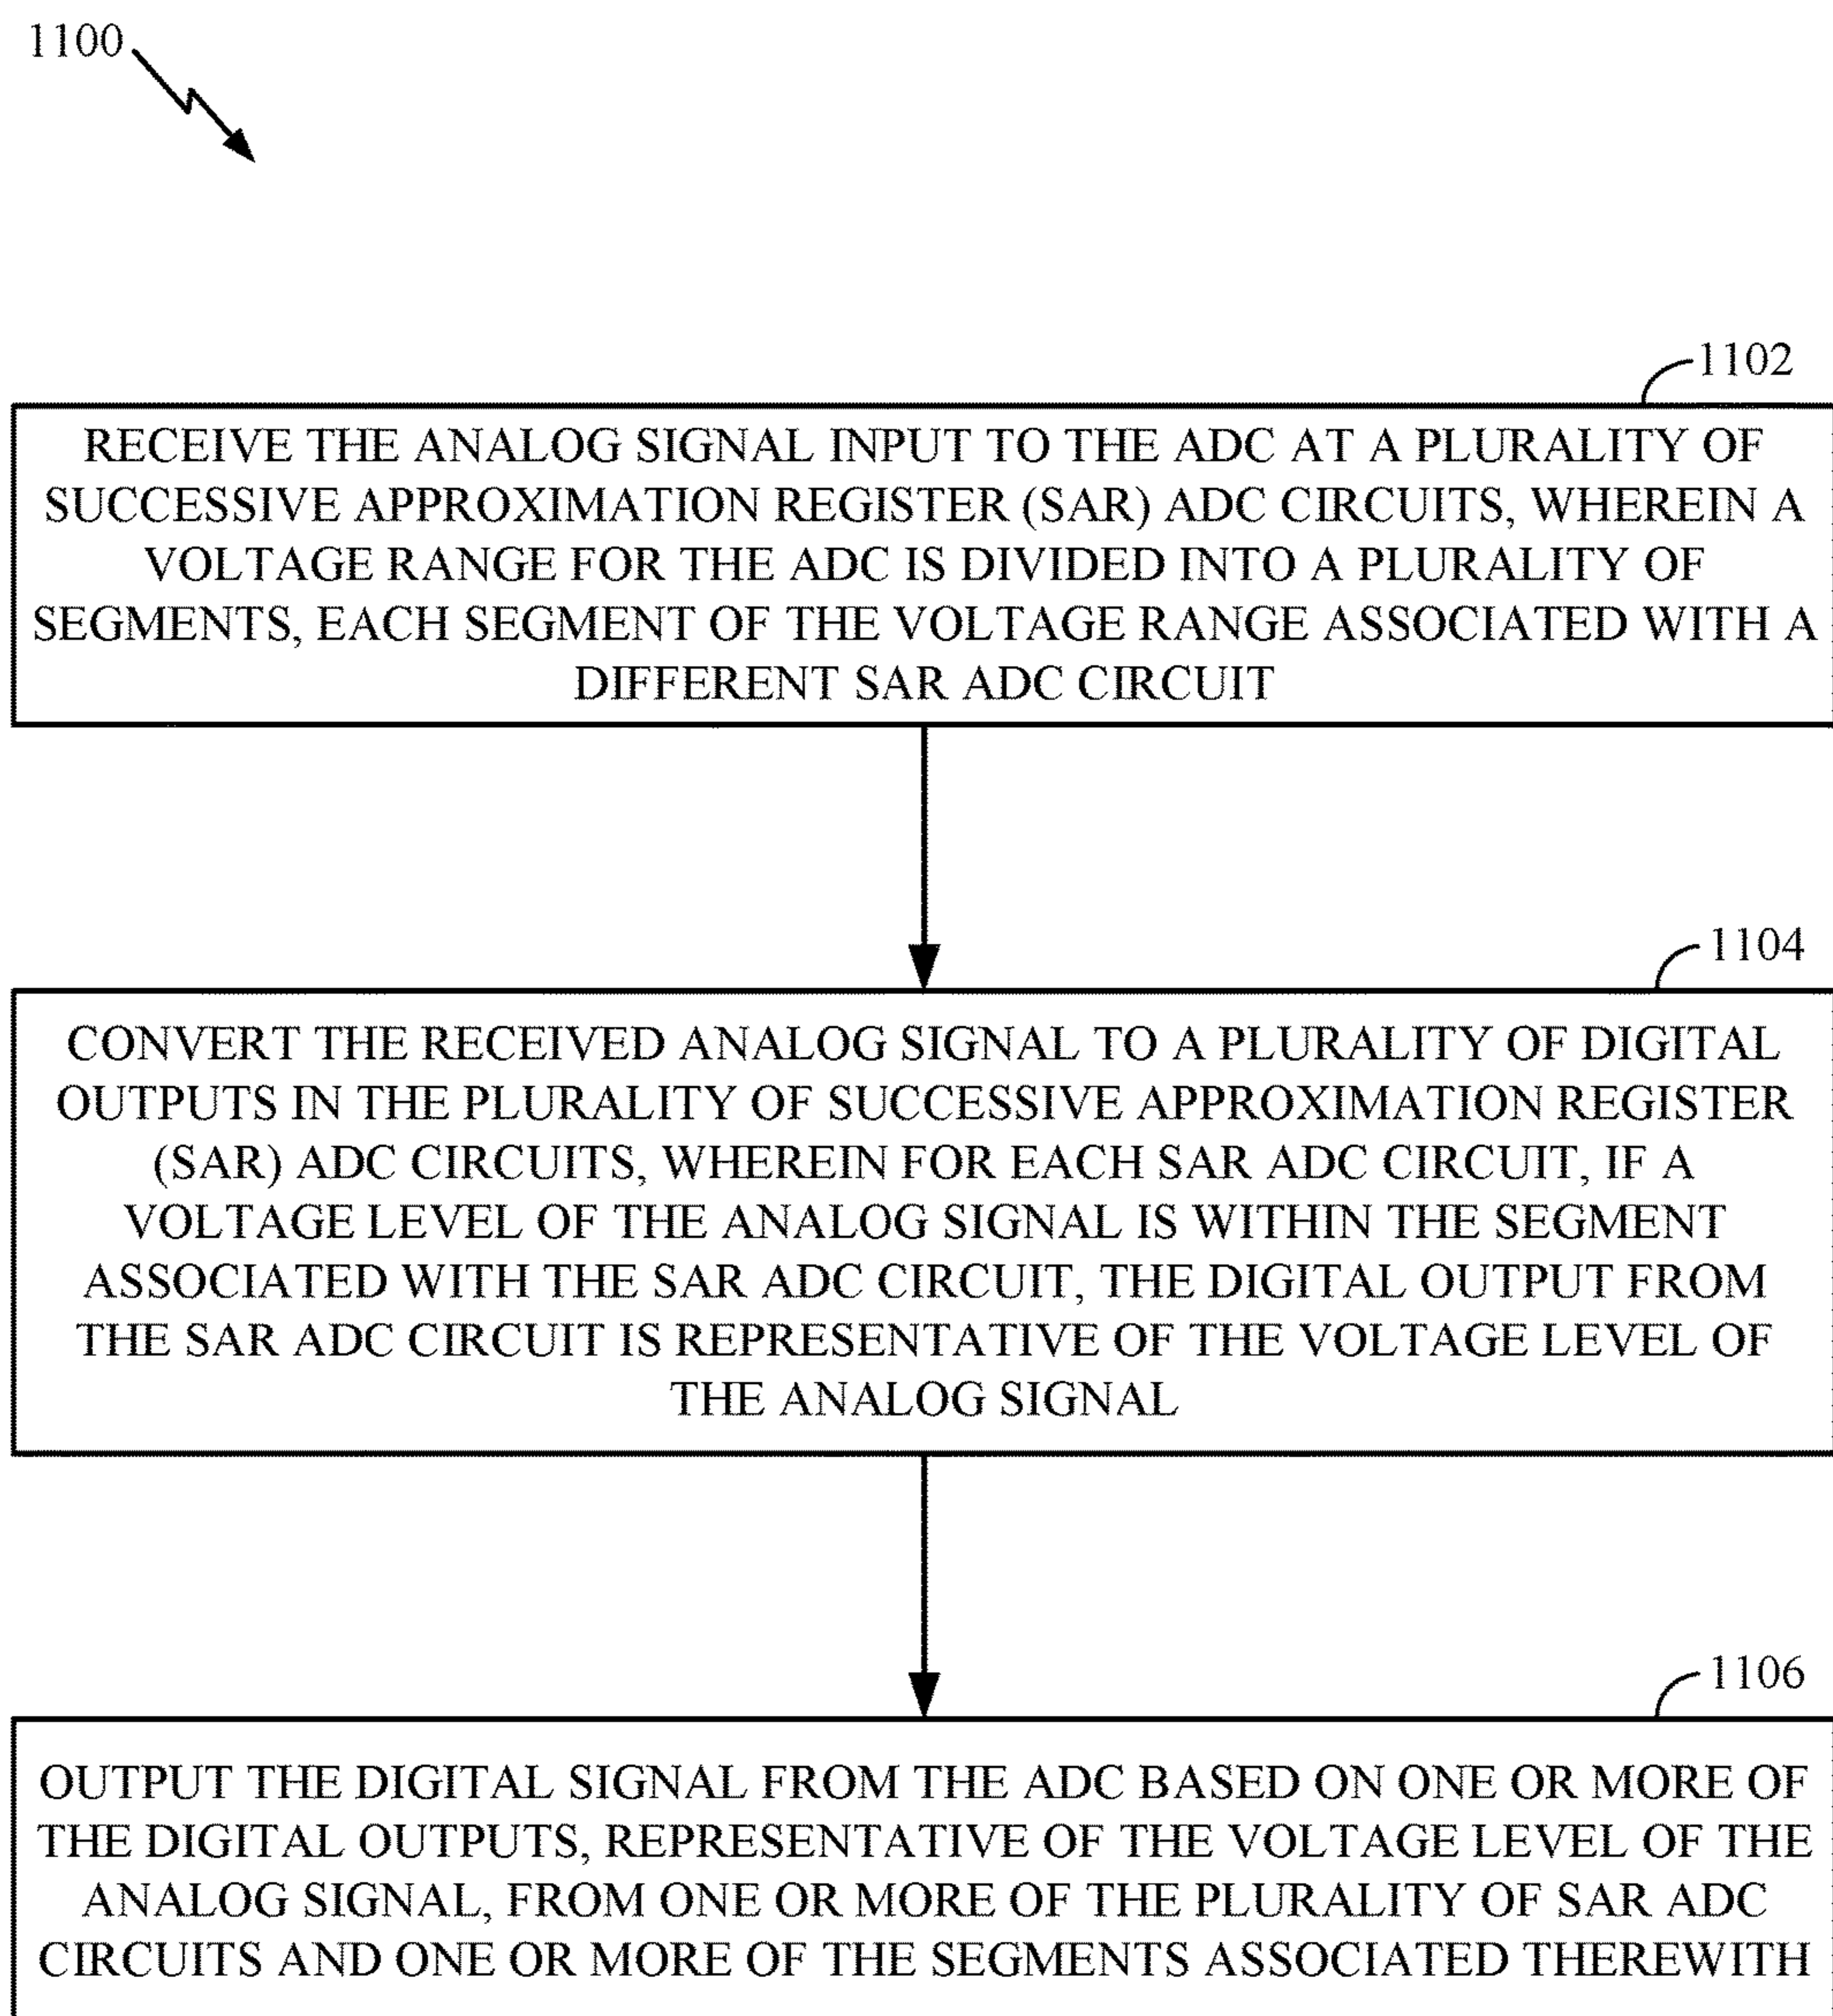 1100
1102
RECEIVE THE ANALOG SIGNAL INPUT TO THE ADC AT A PLURALITY OF
SUCCESSIVE APPROXIMATION REGISTER (SAR) ADC CIRCUITS, WHEREIN A
VOLTAGE RANGE FOR THE ADC IS DIVIDED INTO A PLURALITY OF
SEGMENTS, EACH SEGMENT OF THE VOLTAGE RANGE ASSOCIATED WITH A
DIFFERENT SAR ADC CIRCUIT
1104
CONVERT THE RECEIVED ANALOG SIGNAL TO A PLURALITY OF DIGITAL
OUTPUTS IN THE PLURALITY OF SUCCESSIVE APPROXIMATION REGISTER
(SAR) ADC CIRCUITS, WHEREIN FOR EACH SAR ADC CIRCUIT, IF A
VOLTAGE LEVEL OF THE ANALOG SIGNAL IS WITHIN THE SEGMENT
ASSOCIATED WITH THE SAR ADC CIRCUIT, THE DIGITAL OUTPUT FROM
THE SAR ADC CIRCUIT IS REPRESENTATIVE OF THE VOLTAGE LEVEL OF
THE ANALOG SIGNAL
1106
OUTPUT THE DIGITAL SIGNAL FROM THE ADC BASED ON ONE OR MORE OF
THE DIGITAL OUTPUTS, REPRESENTATIVE OF THE VOLTAGE LEVEL OF THE
ANALOG SIGNAL, FROM ONE OR MORE OF THE PLURALITY OF SAR ADC
CIRCUITS AND ONE OR MORE OF THE SEGMENTS ASSOCIATED THEREWITH